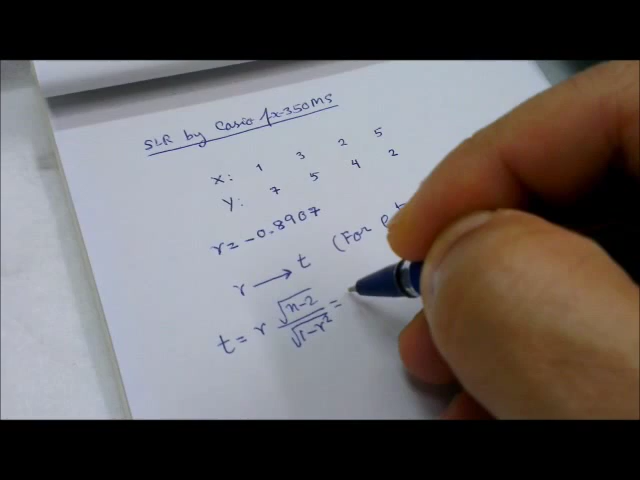 SLR by Casio fx-350MS
X: 1 3 2 5
Y: 7 5 4 2
r = -0.8907
r → t (For
t = r √n-2 / √1-r² =